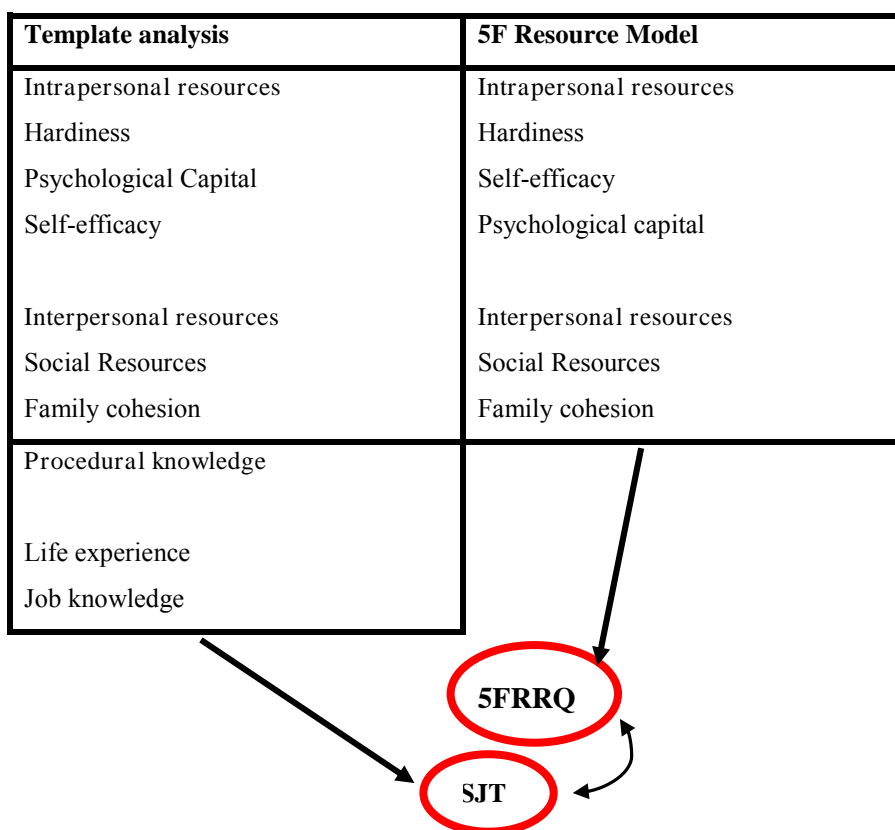 Template analysis
Intrapersonal resources
Hardiness
Psychological Capital
Self-efficacy
Interpersonal resources
Social Resources
Family cohesion
Procedural knowledge
Life experience
Job knowledge
5F Resource Model
Intrapersonal resources
Hardiness
Self-efficacy
Psychological capital
Interpersonal resources
Social Resources
Family cohesion
5FRRQ
SJT